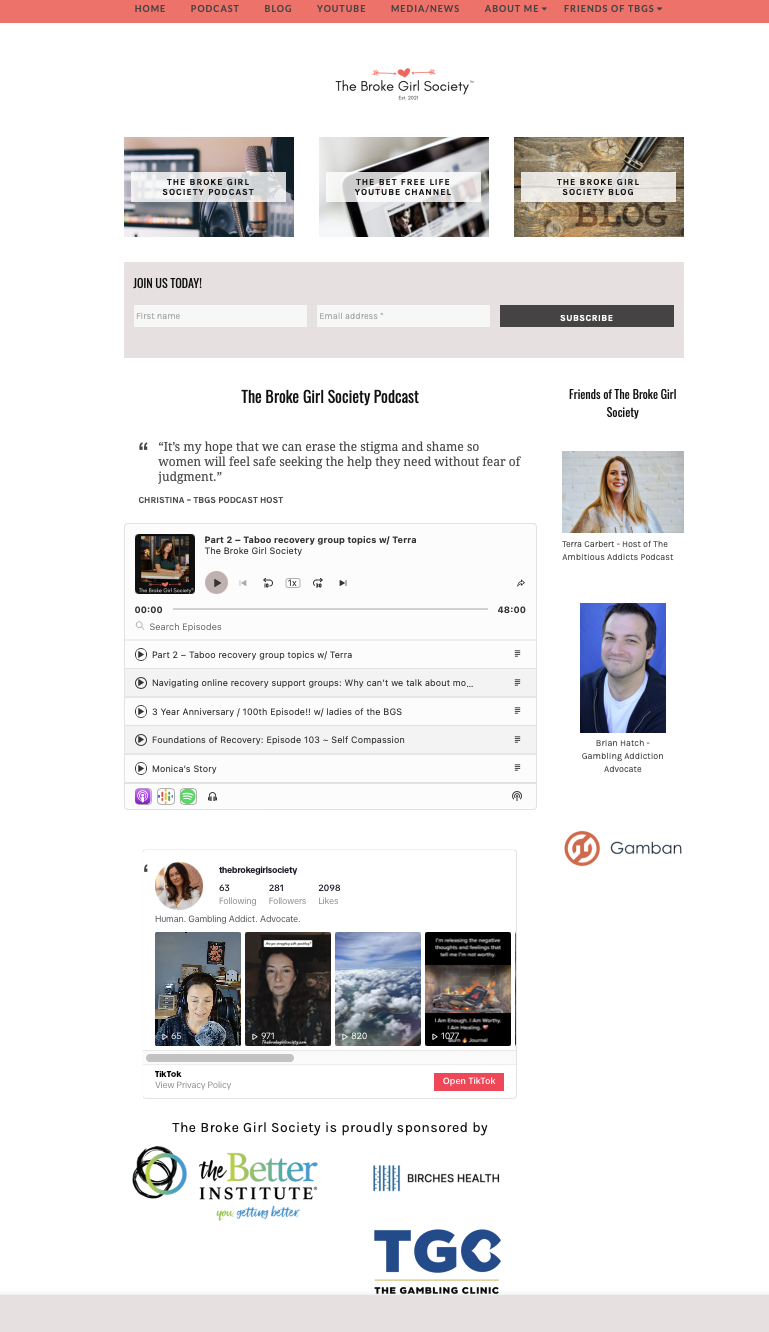 HOME PODCAST BLOG YOUTUBE MEDIA/NEWS ABOUT ME FRIENDS OF TBGS
The Broke Girl Society™
Est. 2021
THE BROKE GIRL
SOCIETY PODCAST
THE BET FREE LIFE
YOUTUBE CHANNEL
THE BROKE GIRL
SOCIETY BLOG
BLOG
JOIN US TODAY!
First name
Email address *
SUBSCRIBE
The Broke Girl Society Podcast
“It’s my hope that we can erase the stigma and shame so
women will feel safe seeking the help they need without fear of
judgment.”
CHRISTINA – TBGS PODCAST HOST
Part 2 – Taboo recovery group topics w/ Terra
The Broke Girl Society
The Broke Girl Society
1x
00:00
48:00
Search Episodes
Part 2 – Taboo recovery group topics w/ Terra
Navigating online recovery support groups: Why can’t we talk about mo...
3 Year Anniversary / 100th Episode!! w/ ladies of the BGS
Foundations of Recovery: Episode 103 ~ Self Compassion
Monica's Story
Friends of The Broke Girl
Society
Terra Carbert - Host of The
Ambitious Addicts Podcast
Brian Hatch -
Gambling Addiction
Advocate
Gamban
thebrokegirlsociety
63 281 2098
Following Followers Likes
Human. Gambling Addict. Advocate.
65
971
820
I'm releasing the negative
thoughts and feelings that
tell me I'm not worthy.
I Am Enough. I Am Worthy.
I Am Healing.
Burn Journal
1077
TikTok
View Privacy Policy
Open TikTok
The Broke Girl Society is proudly sponsored by
the Better
INSTITUTE®
you, getting better
BIRCHES HEALTH
TGC
THE GAMBLING CLINIC